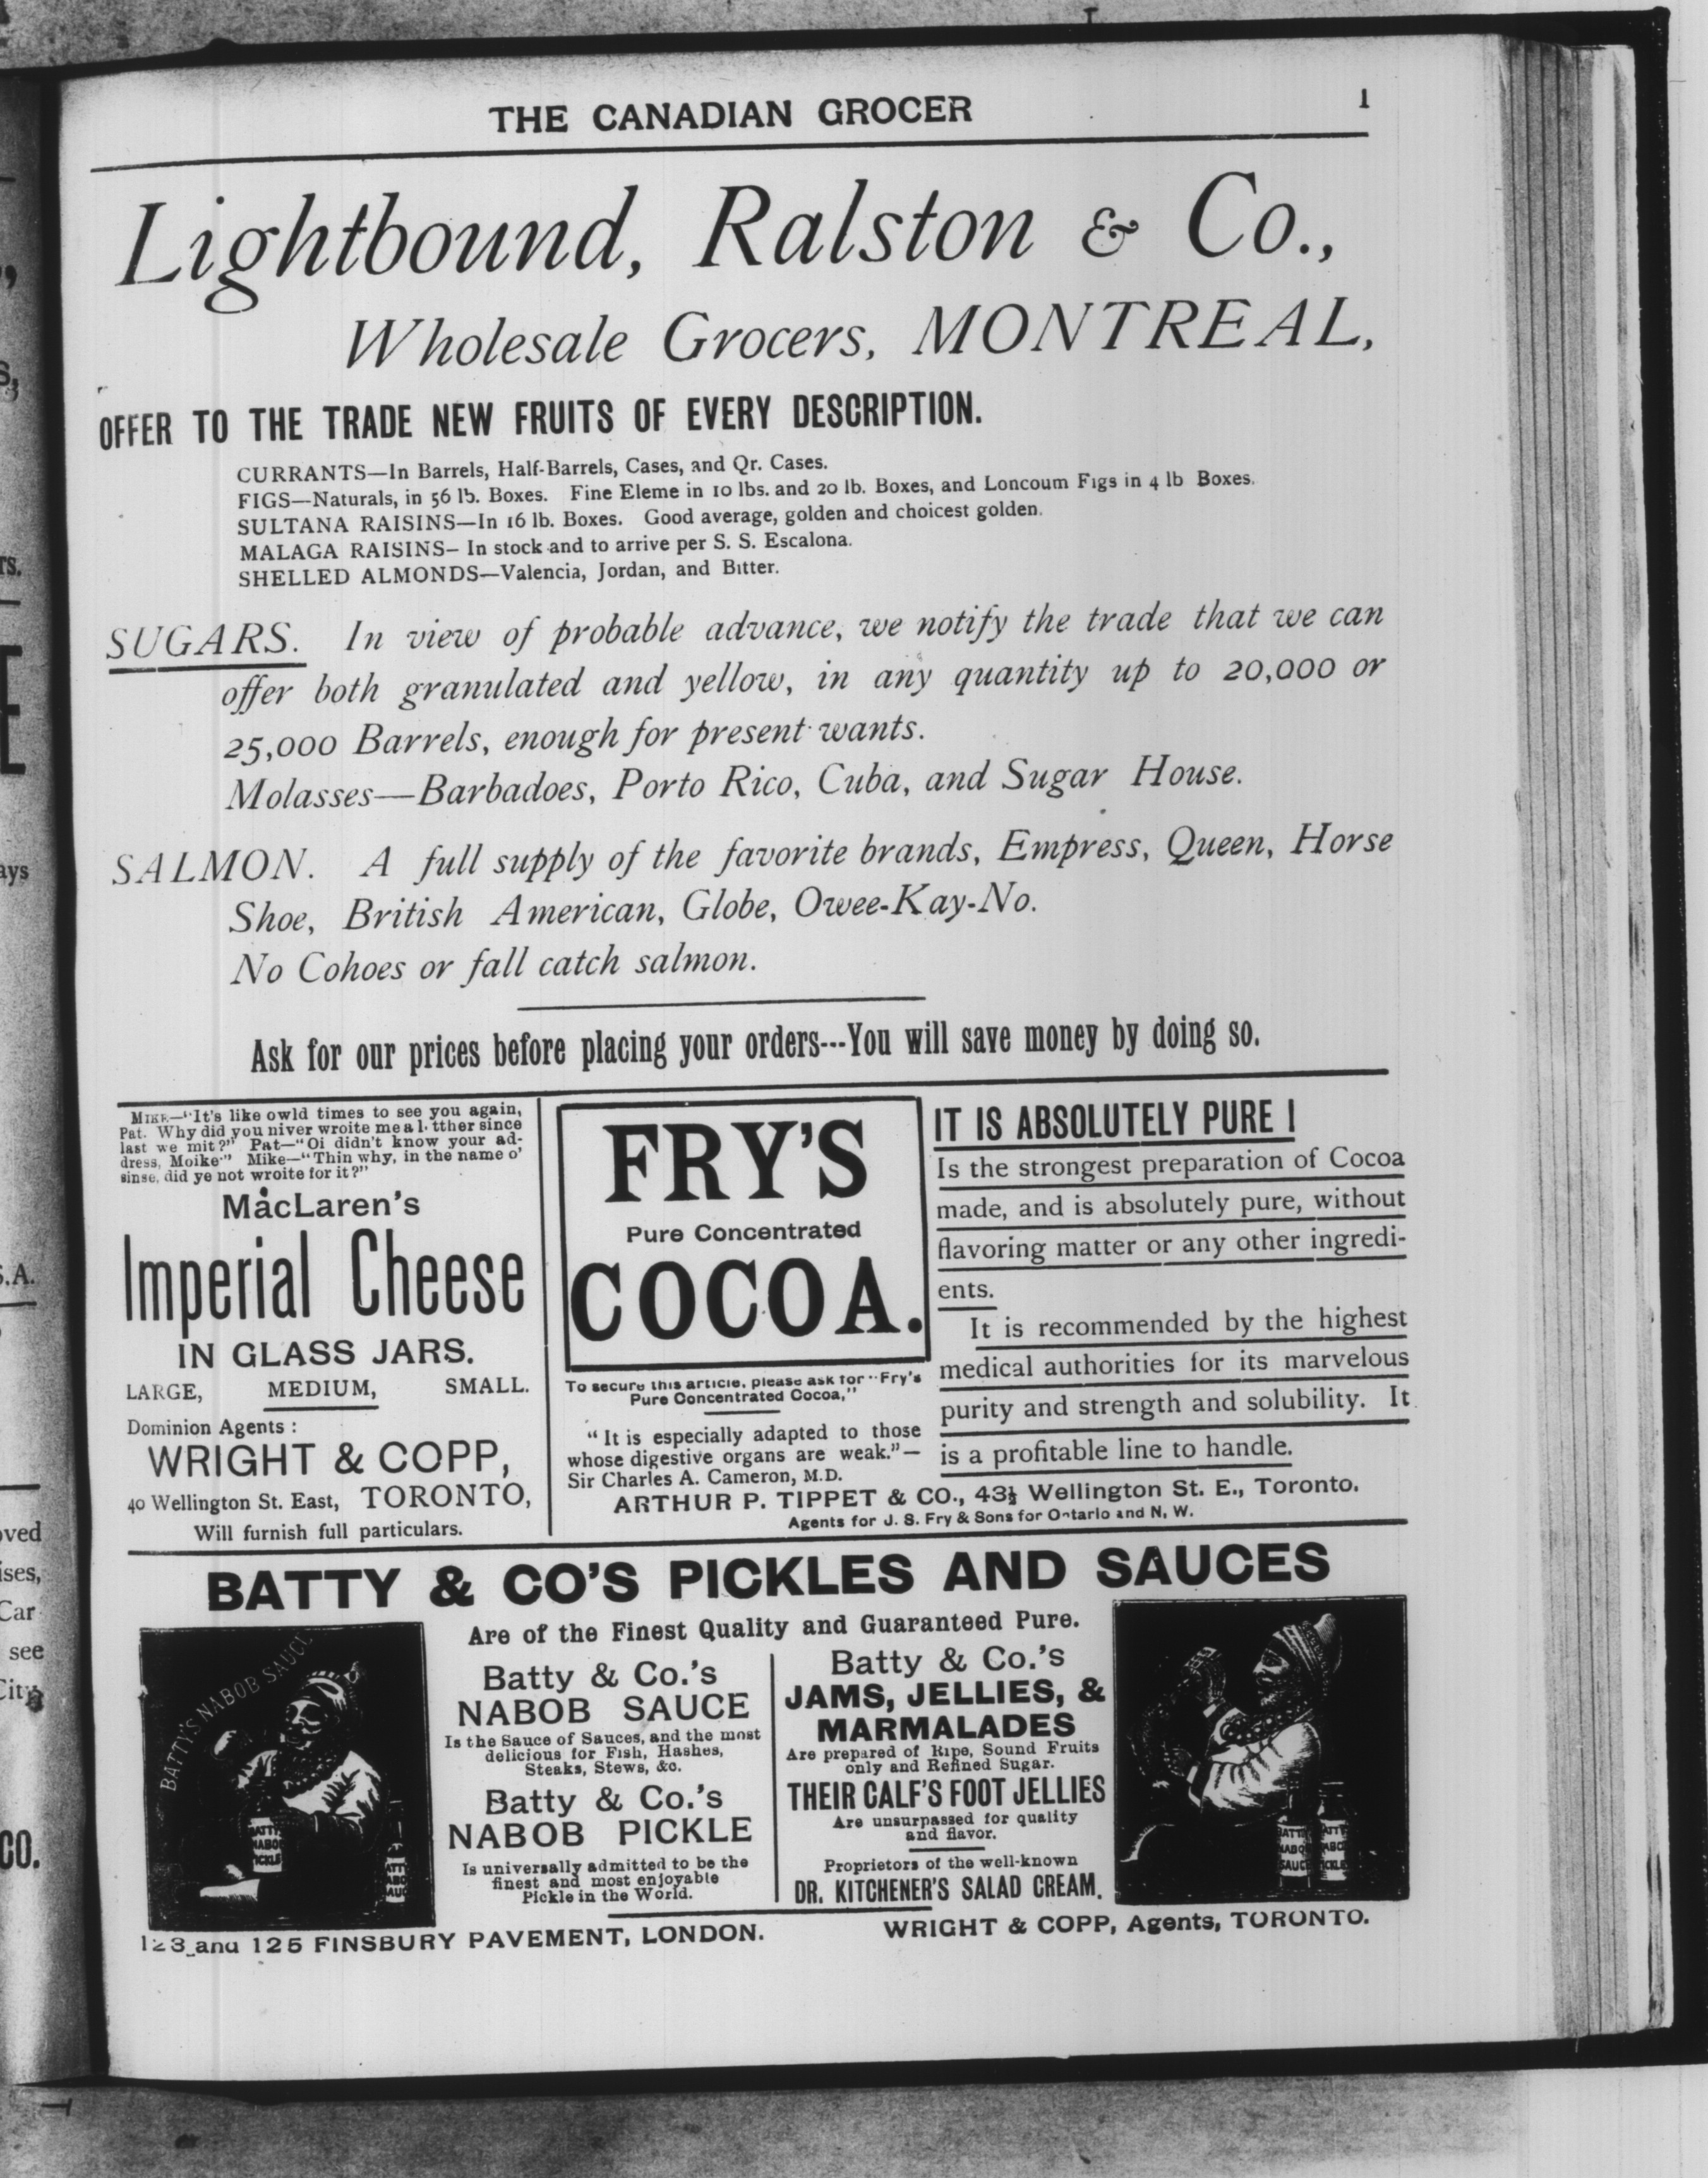 THE CANADIAN GROCER 1
Lightbound, Ralston & Co.,
Wholesale Grocers, MONTREAL,
OFFER TO THE TRADE NEW FRUITS OF EVERY DESCRIPTION.
CURRANTS—In Barrels, Half-Barrels, Cases, and Qr. Cases.
FIGS—Naturals, in 56 lb. Boxes. Fine Eleme in 10 lbs. and 20 lb. Boxes, and Loncoum Figs in 4 lb Boxes.
SULTANA RAISINS—In 16 lb. Boxes. Good average, golden and choicest golden.
MALAGA RAISINS– In stock and to arrive per S. S. Escalona.
SHELLED ALMONDS—Valencia, Jordan, and Bitter.
SUGARS. In view of probable advance, we notify the trade that we can
offer both granulated and yellow, in any quantity up to 20,000 or
25,000 Barrels, enough for present wants.
Molasses—Barbadoes, Porto Rico, Cuba, and Sugar House.
SALMON. A full supply of the favorite brands, Empress, Queen, Horse
Shoe, British American, Globe, Owee-Kay-No.
No Cohoes or fall catch salmon.
Ask for our prices before placing your orders---You will save money by doing so.
MIKE—"It's like owld times to see you again,
Pat. Why did you niver wroite me a l tther since
last we mit?" Pat—"Oi didn't know your ad-
dress, Moike" Mike—"Thin why, in the name o'
sinse, did ye not wroite for it?"
MacLaren's
Imperial Cheese
IN GLASS JARS.
LARGE, MEDIUM, SMALL.
Dominion Agents :
WRIGHT & COPP,
40 Wellington St. East, TORONTO,
Will furnish full particulars.
FRY'S
Pure Concentrated
COCOA.
To secure this article, please ask for "Fry's
Pure Concentrated Cocoa,"
"It is especially adapted to those
whose digestive organs are weak."—
Sir Charles A. Cameron, M.D.
IT IS ABSOLUTELY PURE !
Is the strongest preparation of Cocoa
made, and is absolutely pure, without
flavoring matter or any other ingredi-
ents.
It is recommended by the highest
medical authorities for its marvelous
purity and strength and solubility. It
is a profitable line to handle.
ARTHUR P. TIPPET & CO., 43½ Wellington St. E., Toronto.
Agents for J. S. Fry & Sons for Ontario and N. W.
BATTY & CO'S PICKLES AND SAUCES
Are of the Finest Quality and Guaranteed Pure.
BATTY'S NABOB SAUCE
BATTY
NABOB
PICKLE
Batty & Co.'s
NABOB SAUCE
Is the Sauce of Sauces, and the most
delicious for Fish, Hashes,
Steaks, Stews, &c.
Batty & Co.'s
NABOB PICKLE
Is universally admitted to be the
finest and most enjoyable
Pickle in the World.
Batty & Co.'s
JAMS, JELLIES, &
MARMALADES
Are prepared of Ripe, Sound Fruits
only and Refined Sugar.
THEIR CALF'S FOOT JELLIES
Are unsurpassed for quality
and flavor.
Proprietors of the well-known
DR. KITCHENER'S SALAD CREAM.
123 and 125 FINSBURY PAVEMENT, LONDON. WRIGHT & COPP, Agents, TORONTO.
rs.
ays
S.A.
see
CO.